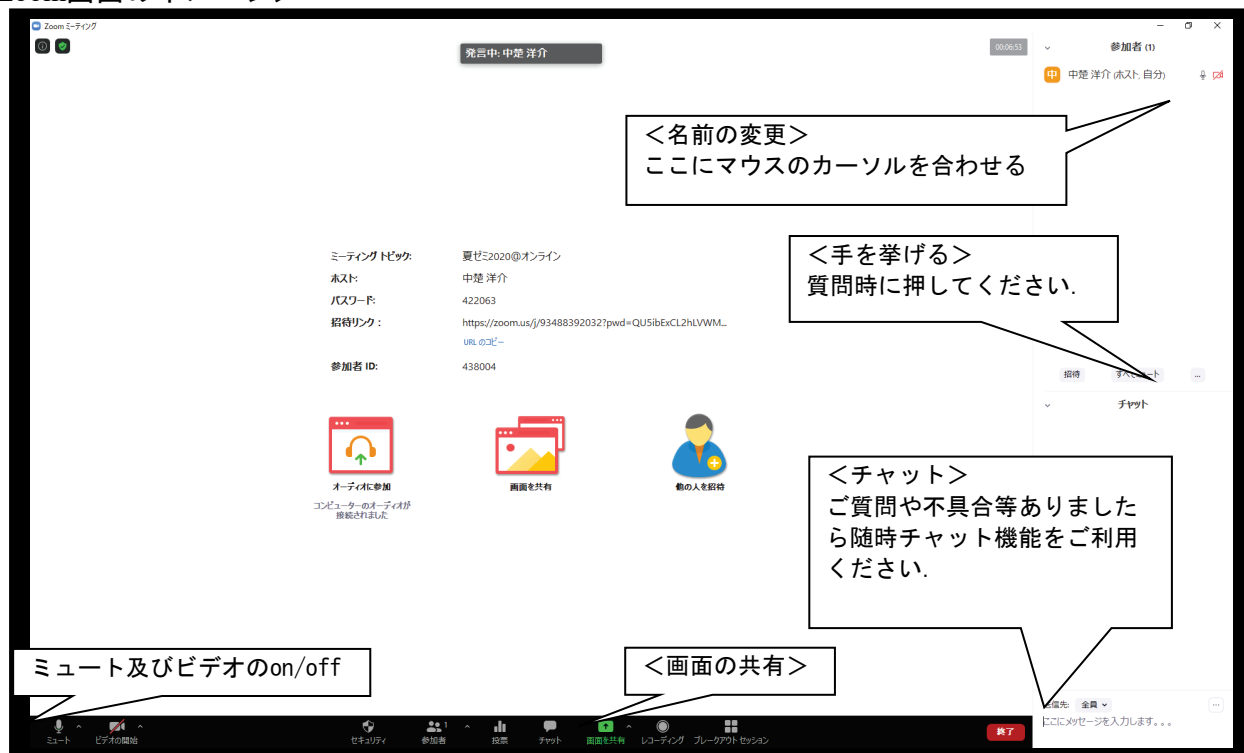 Zoom ミーティング
発言中: 中楚 洋介
00:06:53
参加者 (1)
中
中楚 洋介 (ホスト, 自分)
＜名前の変更＞
ここにマウスのカーソルを合わせる
＜手を挙げる＞
質問時に押してください.
ミーティング トピック:
夏ゼミ2020@オンライン
ホスト:
中楚 洋介
パスワード:
422063
招待リンク：
https://zoom.us/j/93488392032?pwd=QU5ibExCL2hLVWM...
URL のコピー
参加者 ID:
438004
招待
...
チャット
オーディオに参加
コンピューターのオーディオが
接続されました
画面を共有
他の人を招待
＜チャット＞
ご質問や不具合等ありました
ら随時チャット機能をご利用
ください.
ミュート及びビデオのon/off
＜画面の共有＞
全員
ここにメッセージを入力します。。。
ミュート
ビデオの開始
セキュリティ
参加者
1
投票
チャット
画面を共有
レコーディング
ブレークアウト セッション
終了